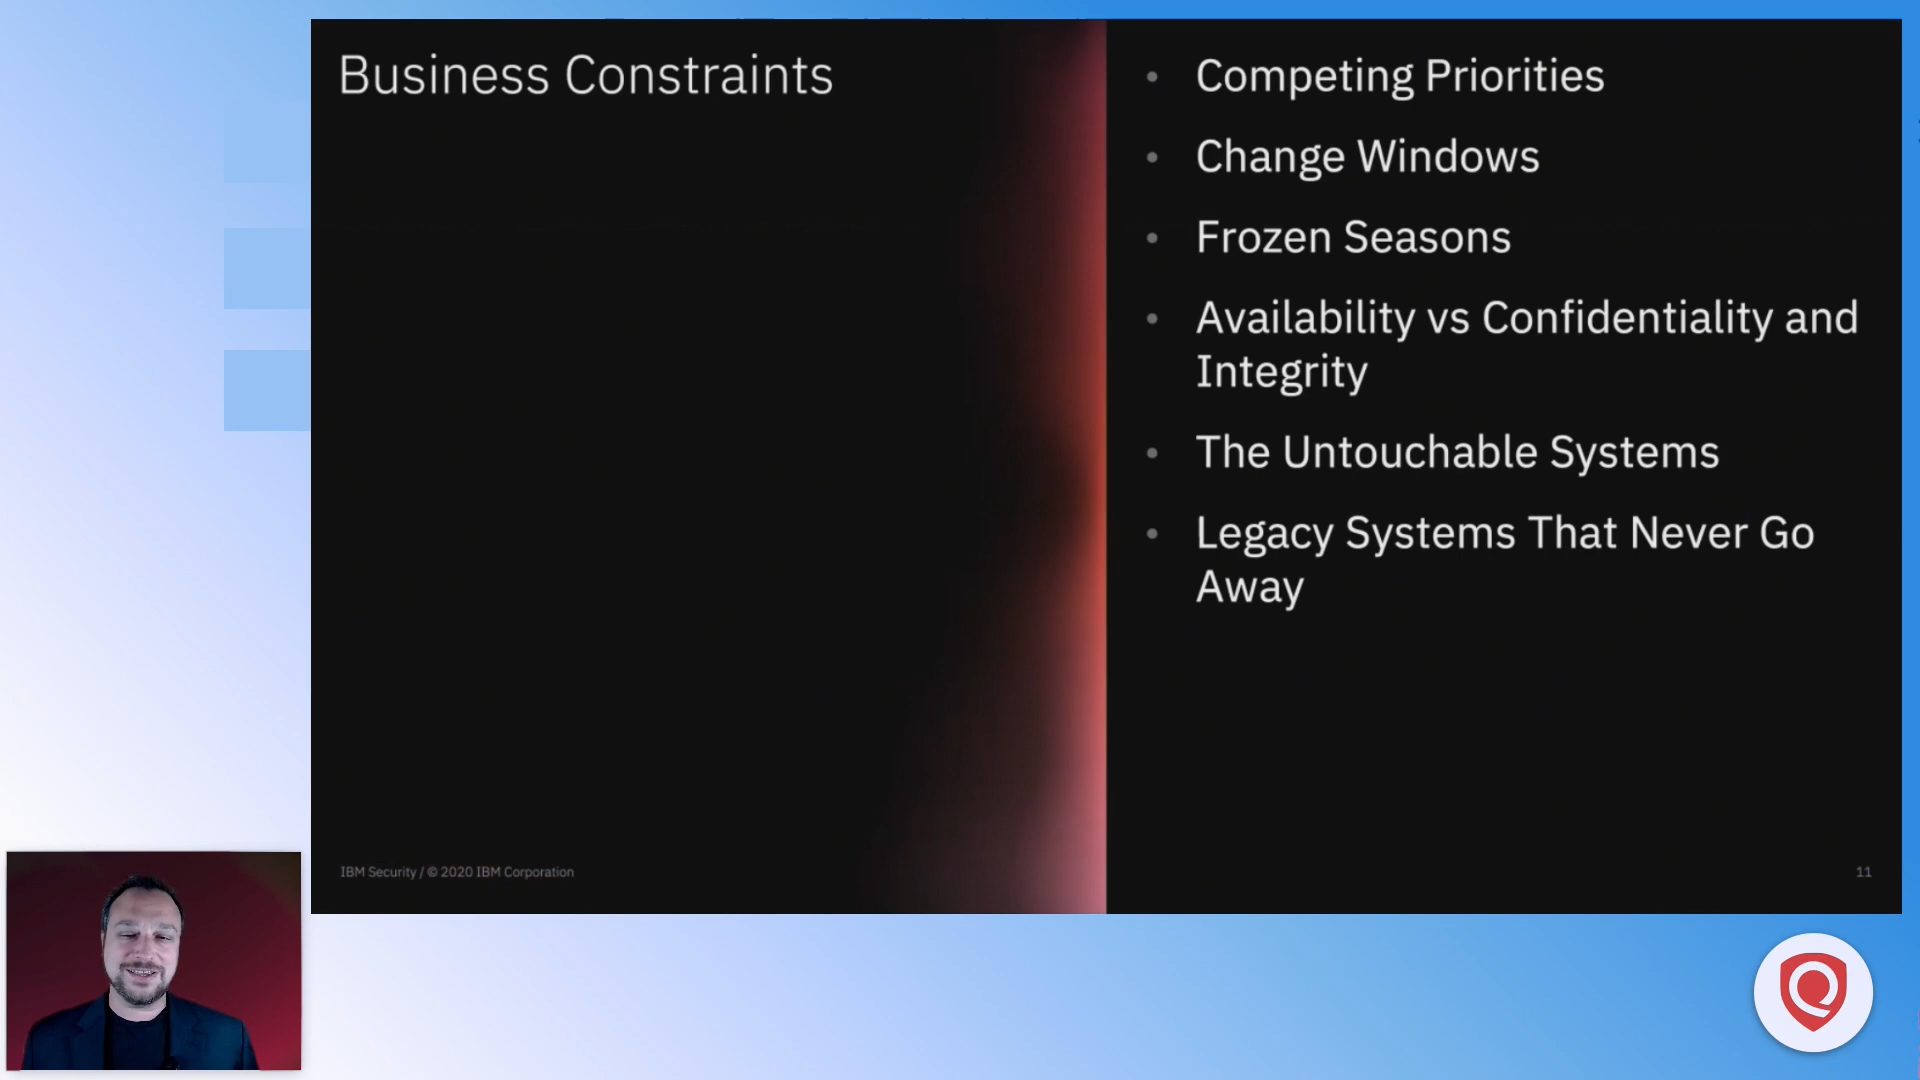 Business Constraints
Competing Priorities
Change Windows
Frozen Seasons
Availability vs Confidentiality and
Integrity
The Untouchable Systems
Legacy Systems That Never Go
Away
IBM Security / © 2020 IBM Corporation
11